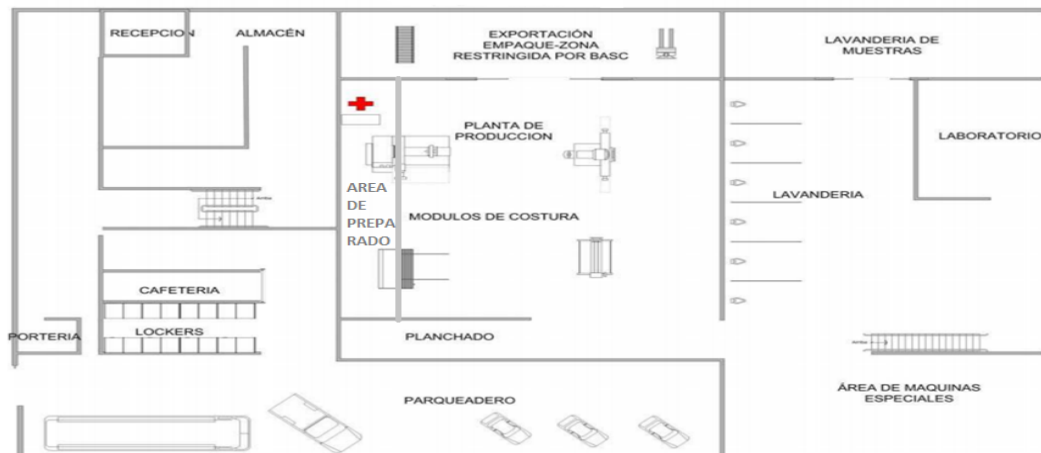 RECEPCION
ALMACÉN
EXPORTACIÓN
EMPAQUE-ZONA
RESTRINGIDA POR BASC
LAVANDERIA DE
MUESTRAS
PLANTA DE
PRODUCCION
LABORATORIO
AREA
DE
PREPA
RADO
MODULOS DE COSTURA
LAVANDERIA
CAFETERIA
LOCKERS
PORTERIA
PLANCHADO
PARQUEADERO
ÁREA DE MAQUINAS
ESPECIALES